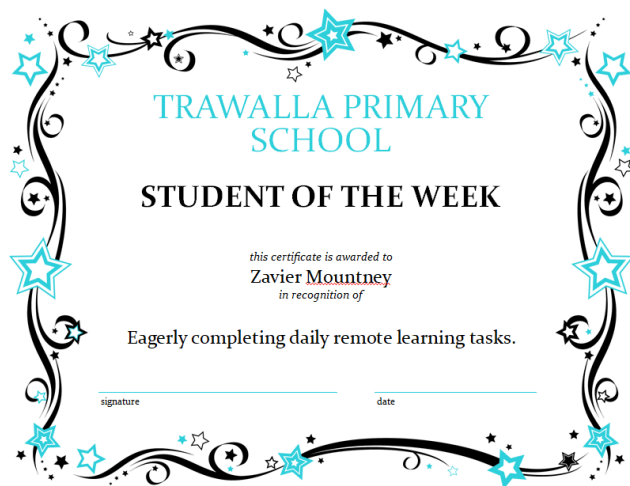 TRAWALLA PRIMARY
SCHOOL
STUDENT OF THE WEEK
this certificate is awarded to
Zavier Mountney
in recognition of
Eagerly completing daily remote learning tasks.
signature
date